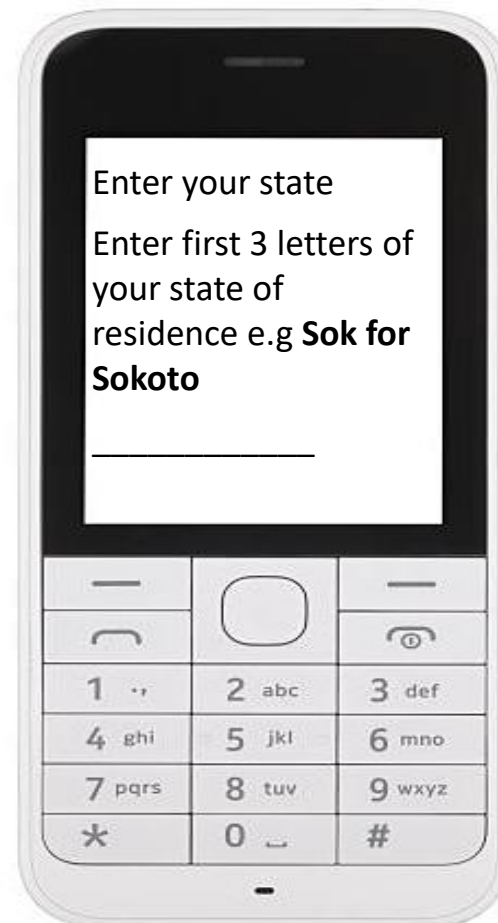 Enter your state
Enter first 3 letters of
your state of
residence e.g Sok for
Sokoto
____________
1 .,
2 abc
3 def
4 ghi
5 jkl
6 mno
7 pqrs
8 tuv
9 wxyz
*
0
#